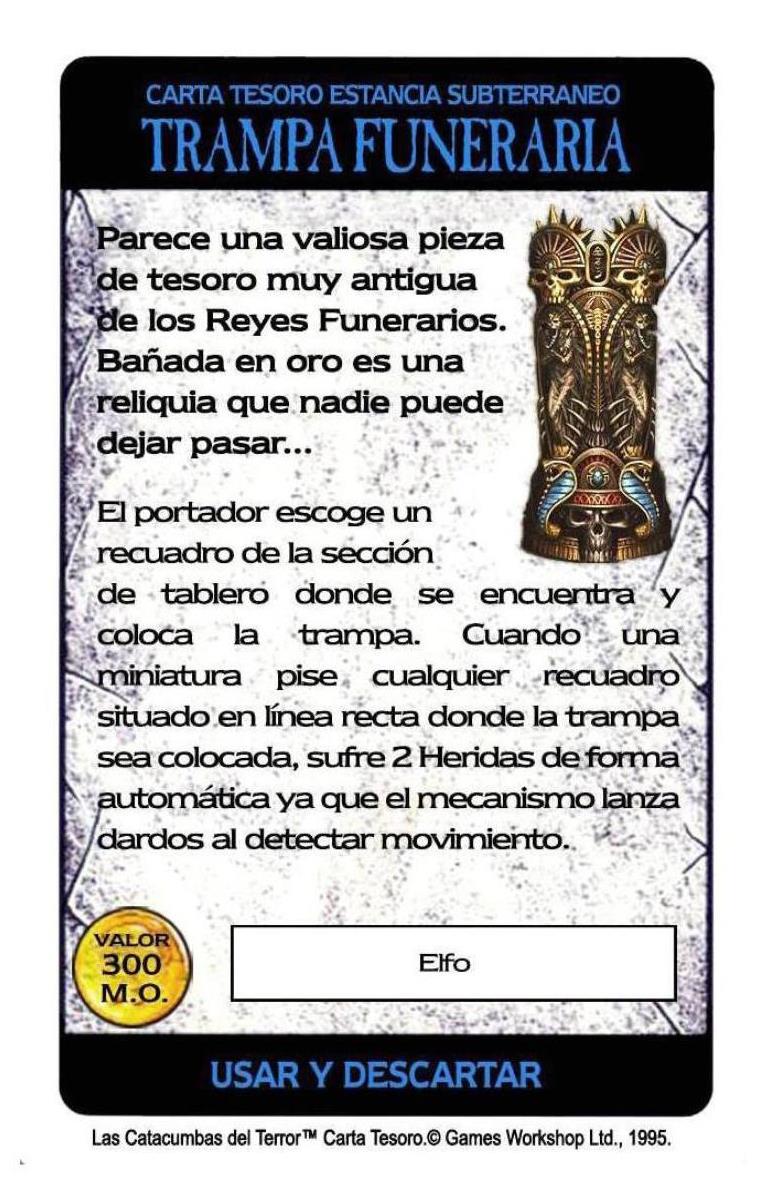 CARTA TESORO ESTANCIA SUBTERRANEO
TRAMPA FUNERARIA
Parece una valiosa pieza
de tesoro muy antigua
de los Reyes Funerarios.
Bañada en oro es una
reliquia que nadie puede
dejar pasar...
El portador escoge un
recuadro de la sección
de tablero donde se encuentra y
coloca la trampa. Cuando una
miniatura pise cualquier recuadro
situado en línea recta donde la trampa
sea colocada, sufre 2 Heridas de forma
automática ya que el mecanismo lanza
dardos al detectar movimiento.
VALOR
300
M.O.
Elfo
USAR Y DESCARTAR
Las Catacumbas del Terror™ Carta Tesoro.© Games Workshop Ltd., 1995.